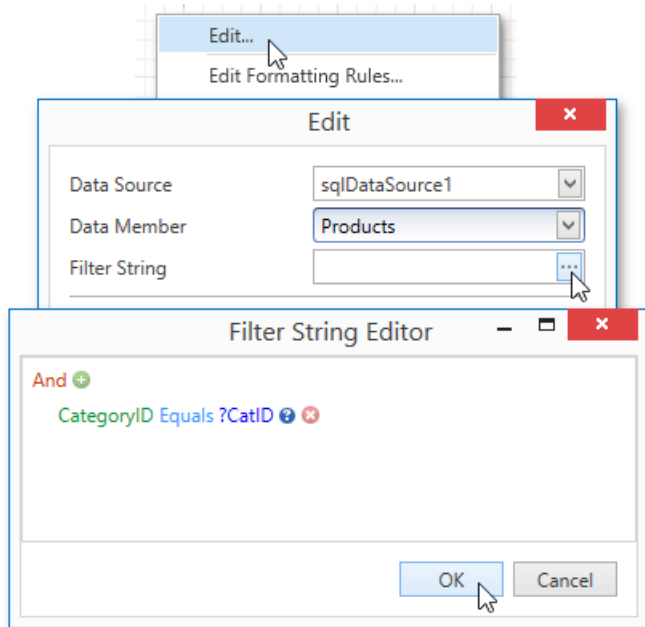 Edit...
Edit Formatting Rules...
Edit
Data Source sqlDataSource1
Data Member Products
Filter String ...
Filter String Editor
And
CategoryID Equals ?CatID ?
OK Cancel